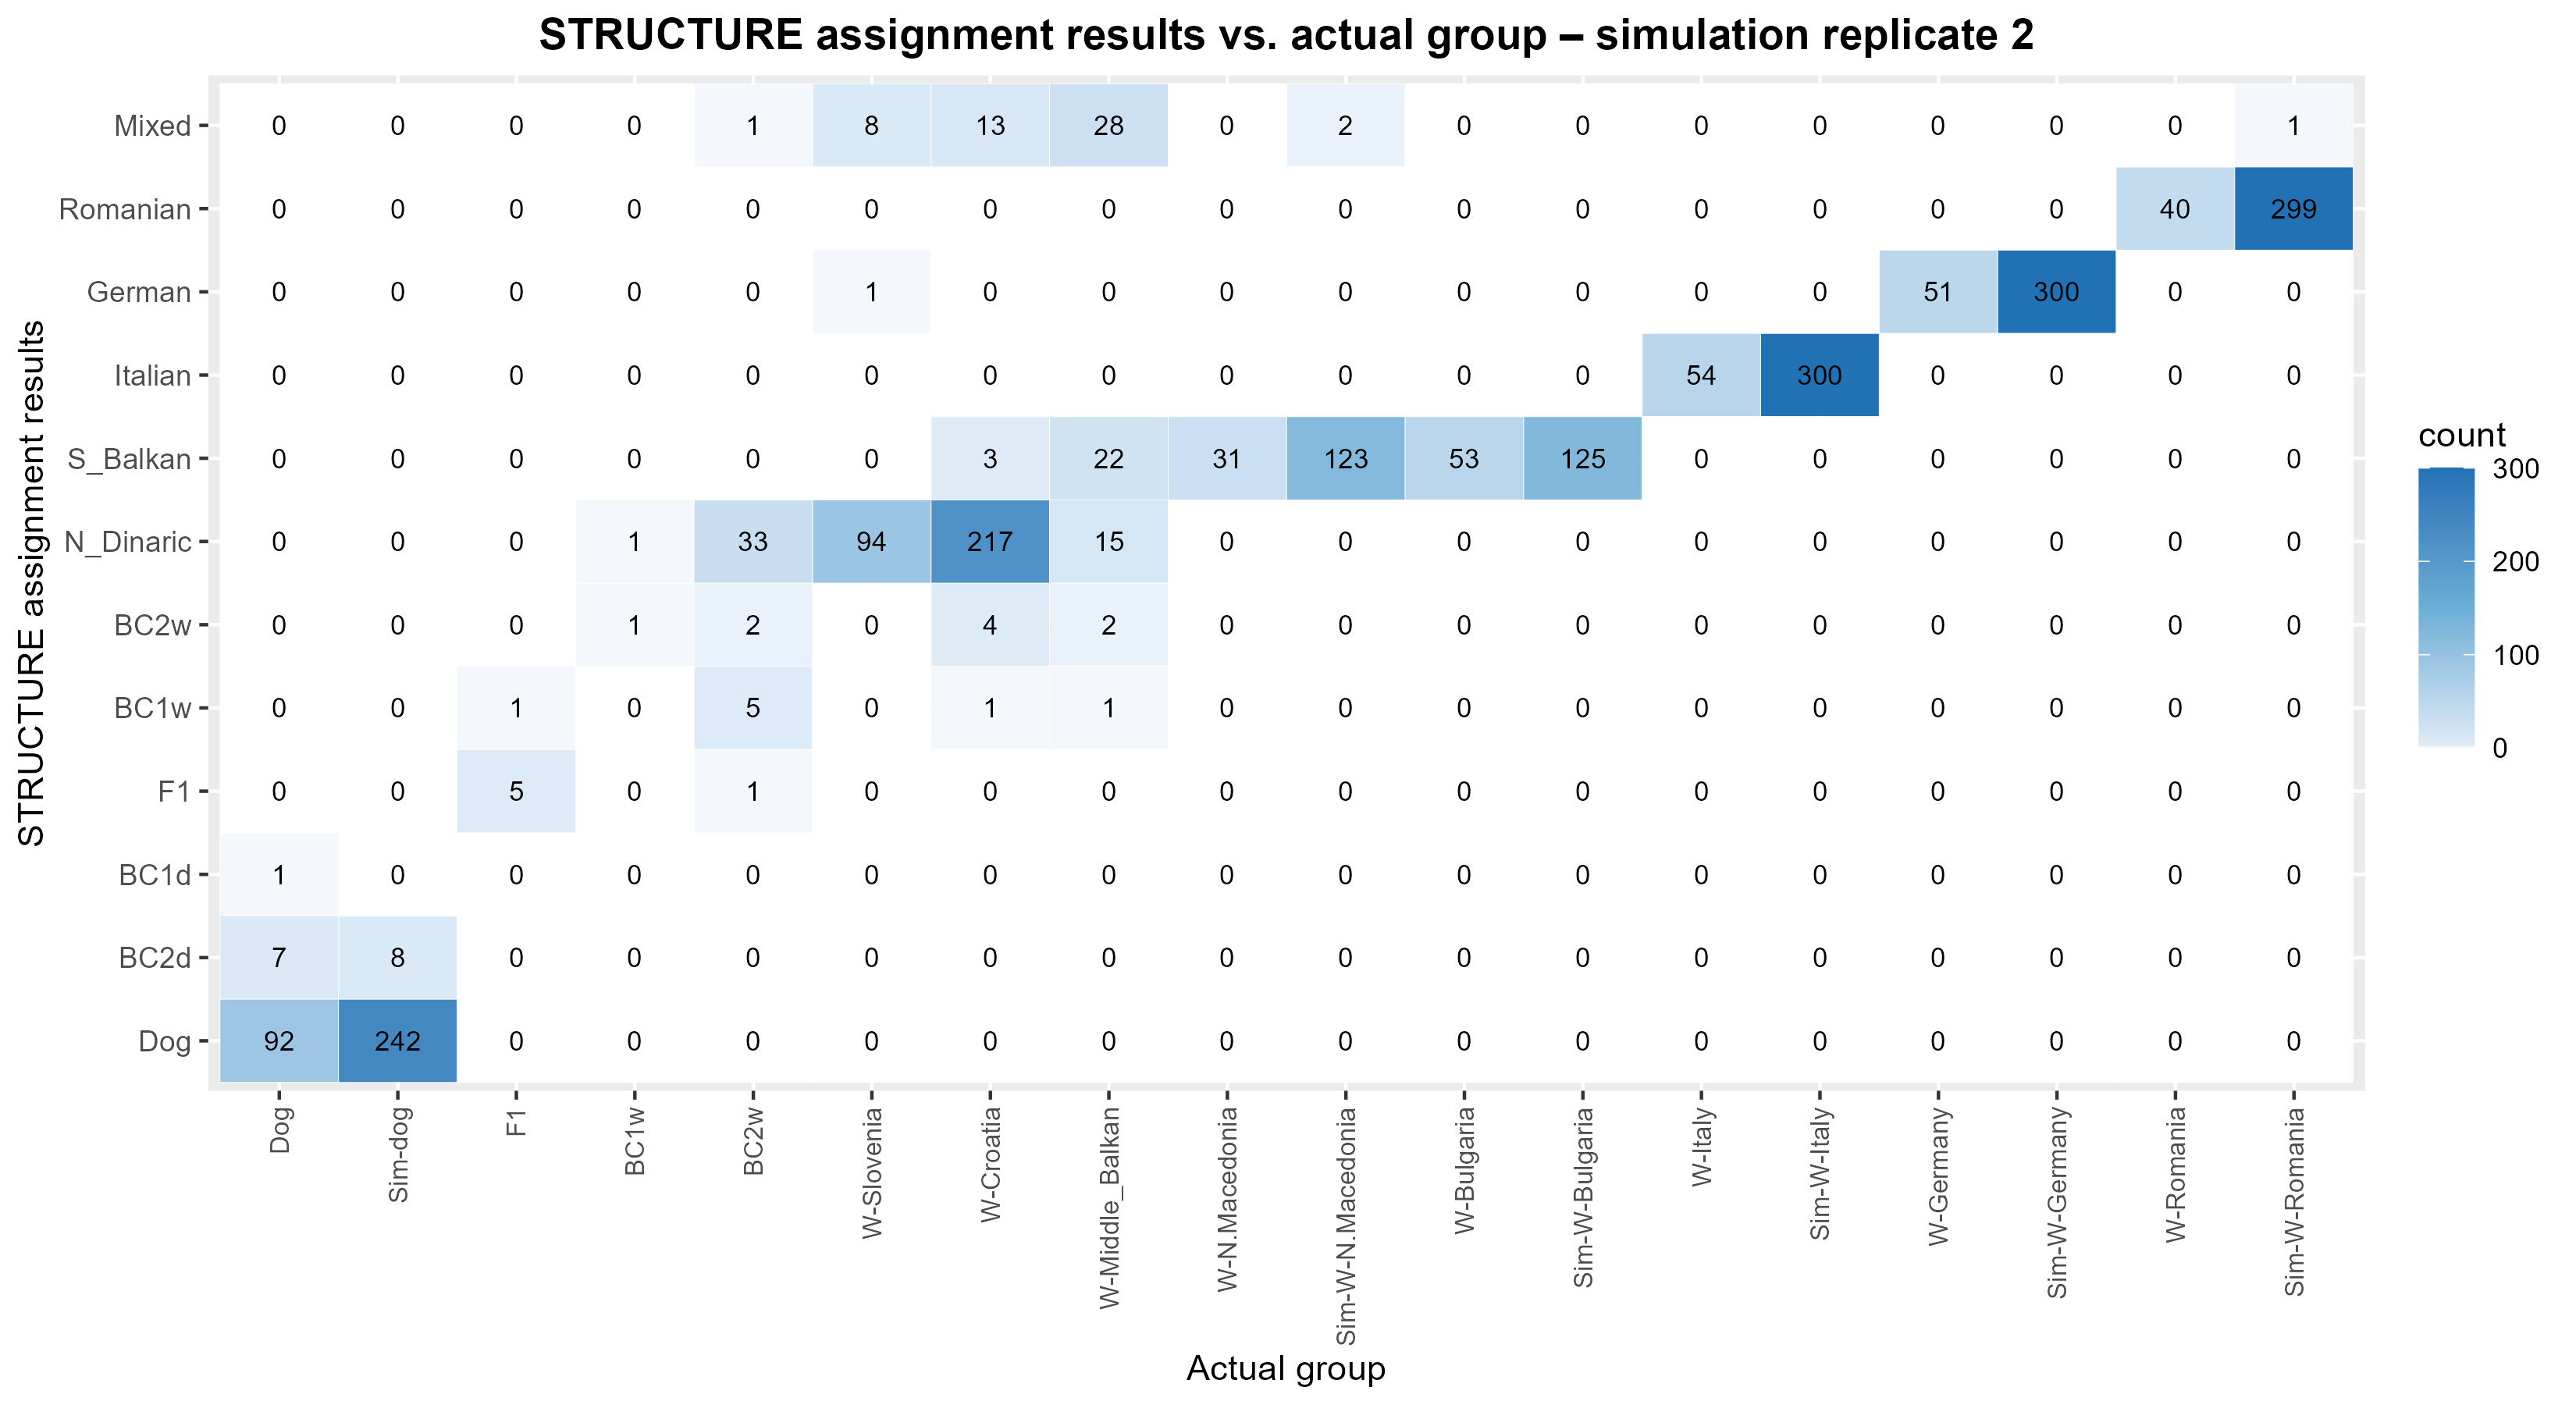 STRUCTURE assignment results vs. actual group – simulation replicate 2
STRUCTURE assignment results
Mixed 0 0 0 0 1 8 13 28 0 2 0 0 0 0 0 0 0 1
Romanian 0 0 0 0 0 0 0 0 0 0 0 0 0 0 0 0 40 299
German 0 0 0 0 0 1 0 0 0 0 0 0 0 0 51 300 0 0
Italian 0 0 0 0 0 0 0 0 0 0 0 0 54 300 0 0 0 0
S_Balkan 0 0 0 0 0 0 3 22 31 123 53 125 0 0 0 0 0 0
N_Dinaric 0 0 0 1 33 94 217 15 0 0 0 0 0 0 0 0 0 0
BC2w 0 0 0 1 2 0 4 2 0 0 0 0 0 0 0 0 0 0
BC1w 0 0 1 0 5 0 1 1 0 0 0 0 0 0 0 0 0 0
F1 0 0 5 0 1 0 0 0 0 0 0 0 0 0 0 0 0 0
BC1d 1 0 0 0 0 0 0 0 0 0 0 0 0 0 0 0 0 0
BC2d 7 8 0 0 0 0 0 0 0 0 0 0 0 0 0 0 0 0
Dog 92 242 0 0 0 0 0 0 0 0 0 0 0 0 0 0 0 0
Dog
Sim-dog
F1
BC1w
BC2w
W-Slovenia
W-Croatia
W-Middle_Balkan
W-N.Macedonia
Sim-W-N.Macedonia
W-Bulgaria
Sim-W-Bulgaria
W-Italy
Sim-W-Italy
W-Germany
Sim-W-Germany
W-Romania
Sim-W-Romania
Actual group
count
300
200
100
0